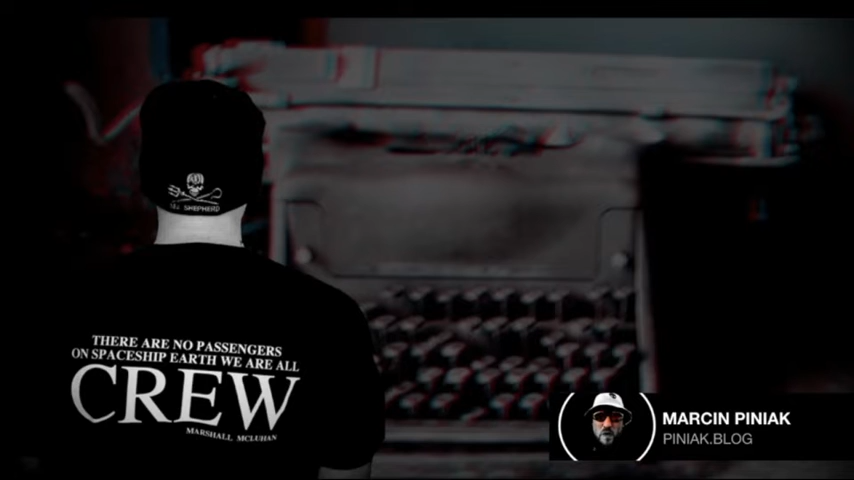 SHEPHERD
THERE ARE NO PASSENGERS
ON SPACESHIP EARTH WE ARE ALL
CREW
MARSHALL MCLUHAN
MARCIN PINIAK
PINIAK.BLOG